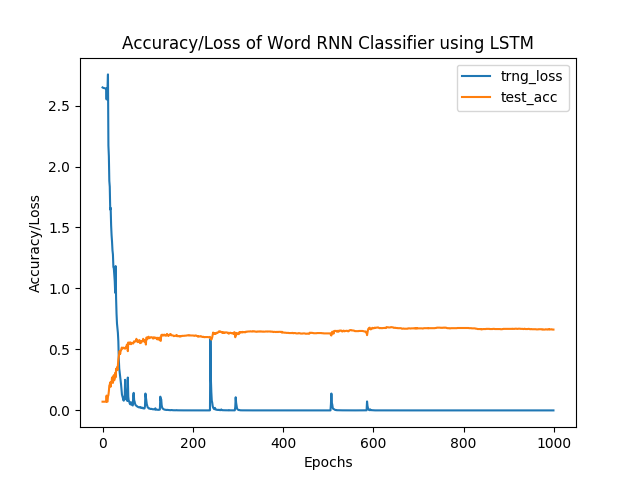 Accuracy/Loss of Word RNN Classifier using LSTM
trng_loss
test_acc
2.5
2.0
1.5
1.0
0.5
0.0
Accuracy/Loss
0 200 400 600 800 1000
Epochs